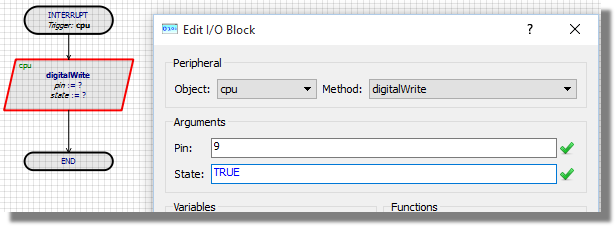 INTERRUPT
Trigger: cpu
cpu
digitalWrite
pin := ?
state := ?
END
Edit I/O Block
?
Peripheral
Object: cpu Method: digitalWrite
Arguments
Pin: 9
State: TRUE
Variables Functions